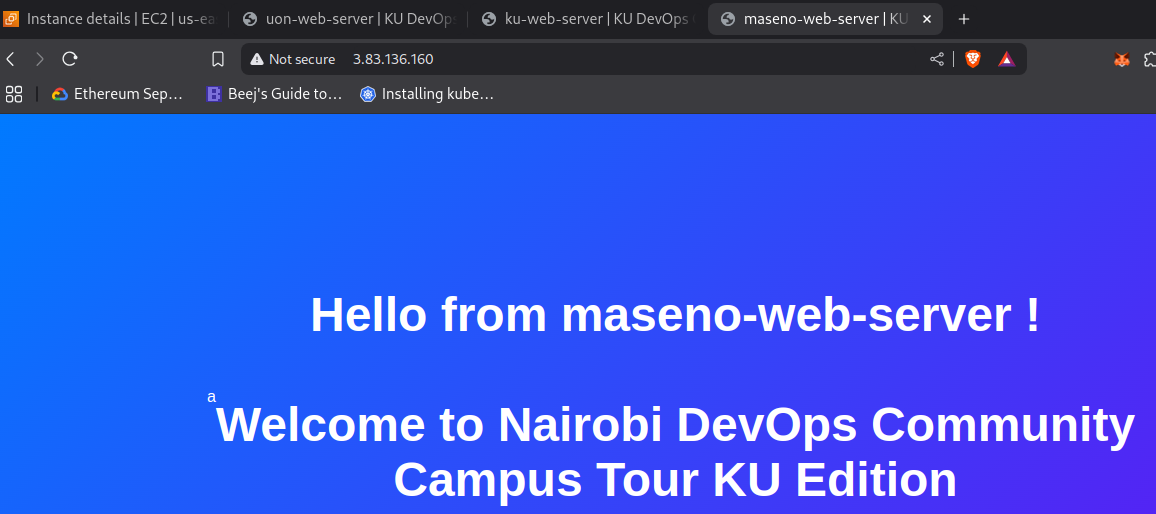 Instance details | EC2 | us-eas
uon-web-server | KU DevOps
ku-web-server | KU DevOps
maseno-web-server | KU
Not secure 3.83.136.160
Ethereum Sep... Beej's Guide to... Installing kube...
Hello from maseno-web-server !
a
Welcome to Nairobi DevOps Community
Campus Tour KU Edition